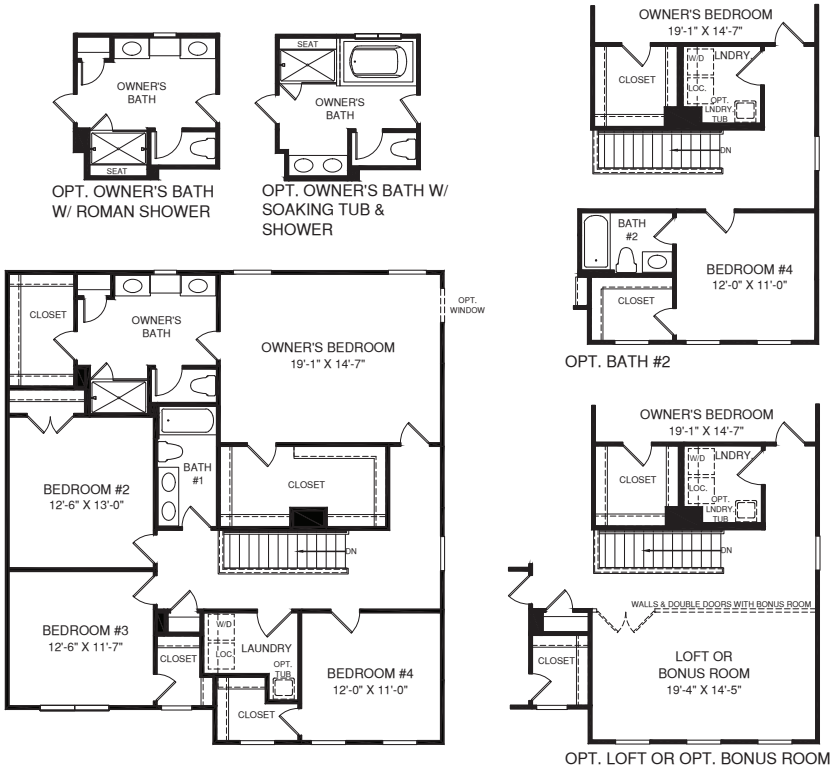 SEAT
OWNER'S
BATH
OWNER'S
BATH
SEAT
OPT. OWNER'S BATH
W/ ROMAN SHOWER
OPT. OWNER'S BATH W/
SOAKING TUB &
SHOWER
OWNER'S BEDROOM
19'-1" X 14'-7"
CLOSET
W/D
LNDRY.
LOC.
OPT.
LNDRY.
TUB
DN
BATH
#2
BEDROOM #4
12'-0" X 11'-0"
CLOSET
OPT. BATH #2
CLOSET
OWNER'S
BATH
OPT.
WINDOW
OWNER'S BEDROOM
19'-1" X 14'-7"
BATH
#1
CLOSET
BEDROOM #2
12'-6" X 13'-0"
DN
BEDROOM #3
12'-6" X 11'-7"
W/D
LOC.
LAUNDRY
OPT.
TUB
CLOSET
BEDROOM #4
12'-0" X 11'-0"
CLOSET
OWNER'S BEDROOM
19'-1" X 14'-7"
CLOSET
W/D
LNDRY.
LOC.
OPT.
LNDRY.
TUB
DN
WALLS & DOUBLE DOORS WITH BONUS ROOM
CLOSET
LOFT OR
BONUS ROOM
19'-4" X 14'-5"
OPT. LOFT OR OPT. BONUS ROOM